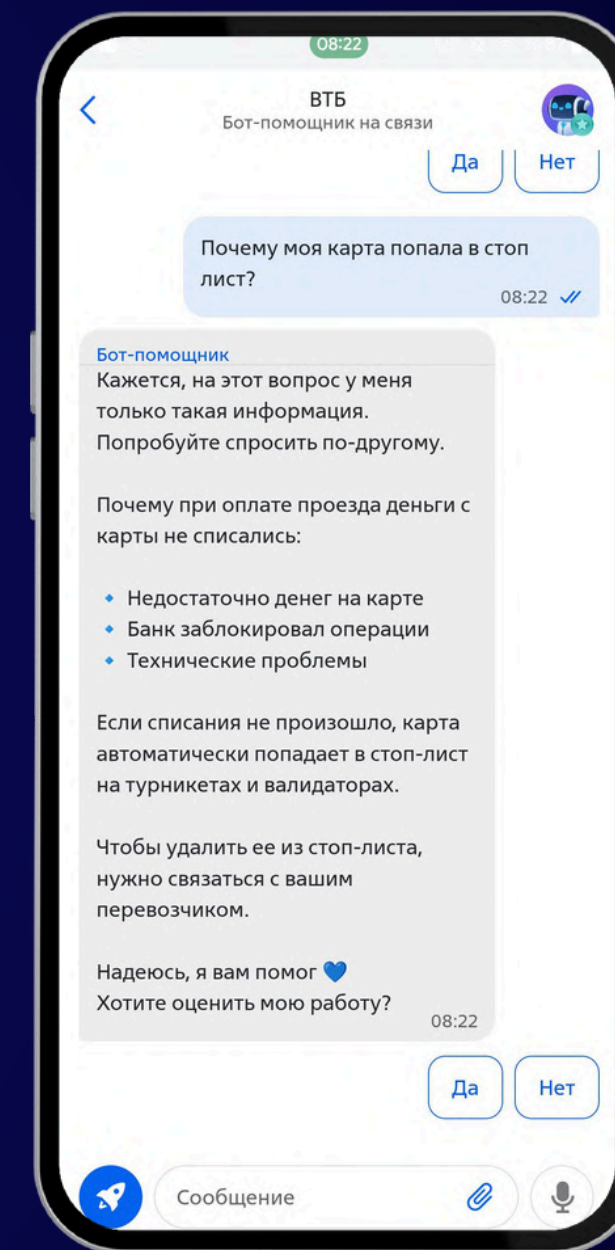 08:22
ВТБ
Бот-помощник на связи
Да Нет
Почему моя карта попала в стоп
лист?
08:22
Бот-помощник
Кажется, на этот вопрос у меня
только такая информация.
Попробуйте спросить по-другому.
Почему при оплате проезда деньги с
карты не списались:
Недостаточно денег на карте
Банк заблокировал операции
Технические проблемы
Если списания не произошло, карта
автоматически попадает в стоп-лист
на турникетах и валидаторах.
Чтобы удалить ее из стоп-листа,
нужно связаться с вашим
перевозчиком.
Надеюсь, я вам помог 💙
Хотите оценить мою работу?
08:22
Да Нет
Сообщение